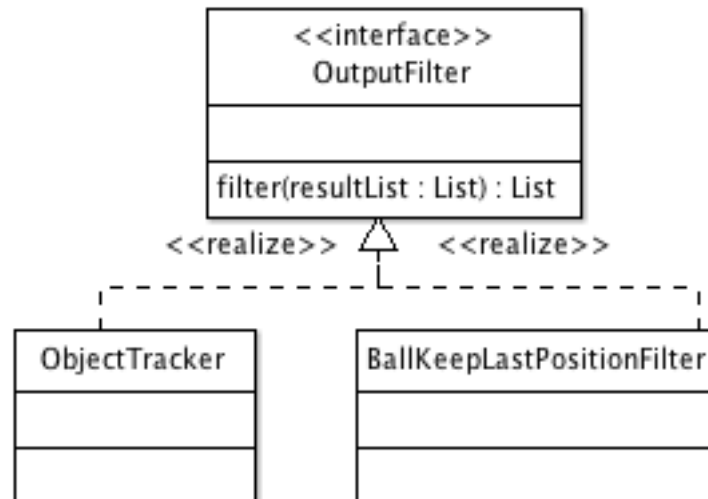 <<interface>>
OutputFilter
filter(resultList : List) : List
<<realize>> <<realize>>
ObjectTracker
BallKeepLastPositionFilter